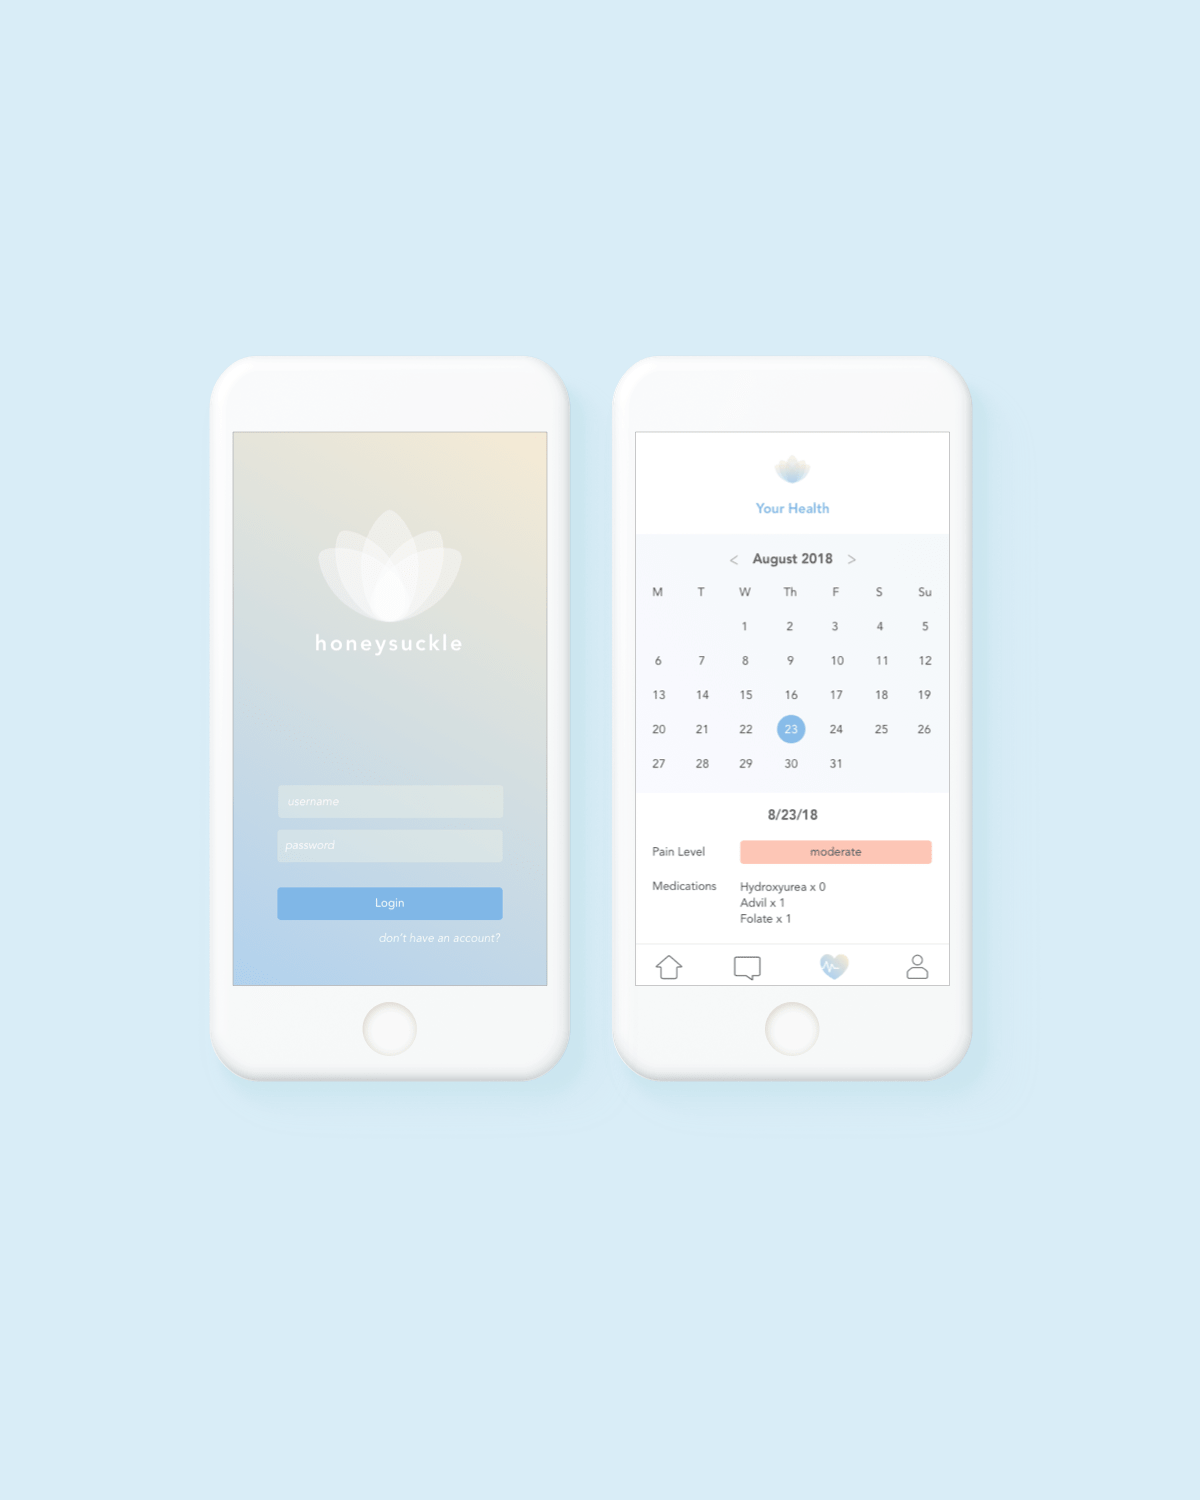 honeysuckle
username
password
Login
don't have an account?
Your Health
< August 2018 >
M T W Th F S Su
1 2 3 4 5
6 7 8 9 10 11 12
13 14 15 16 17 18 19
20 21 22 23 24 25 26
27 28 29 30 31
8/23/18
Pain Level moderate
Medications Hydroxyurea x 0
Advil x 1
Folate x 1